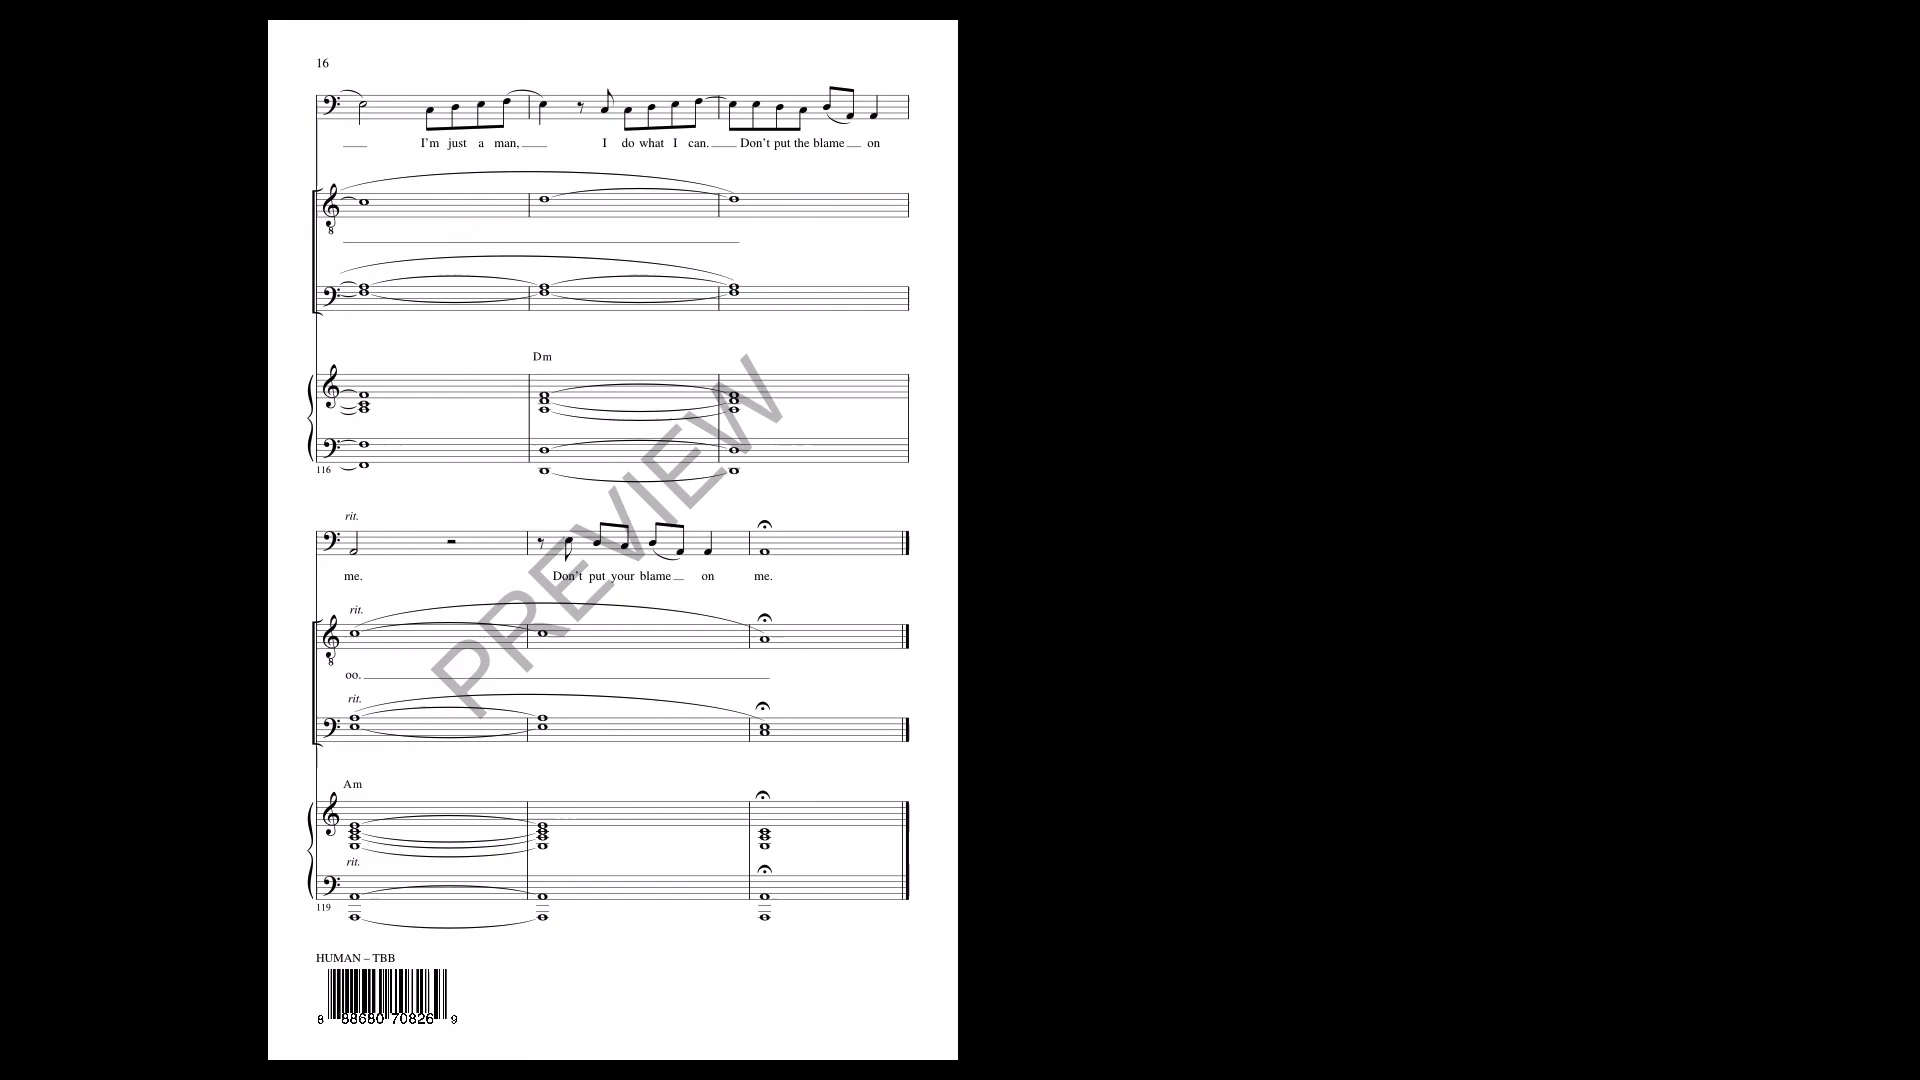 16
I'm just a man, I do what I can. Don't put the blame on
8
Dm
116
rit.
me. Don't put your blame on me.
rit.
8
oo.
rit.
Am
rit.
119
HUMAN – TBB
8 88680 70826 9
PREVIEW